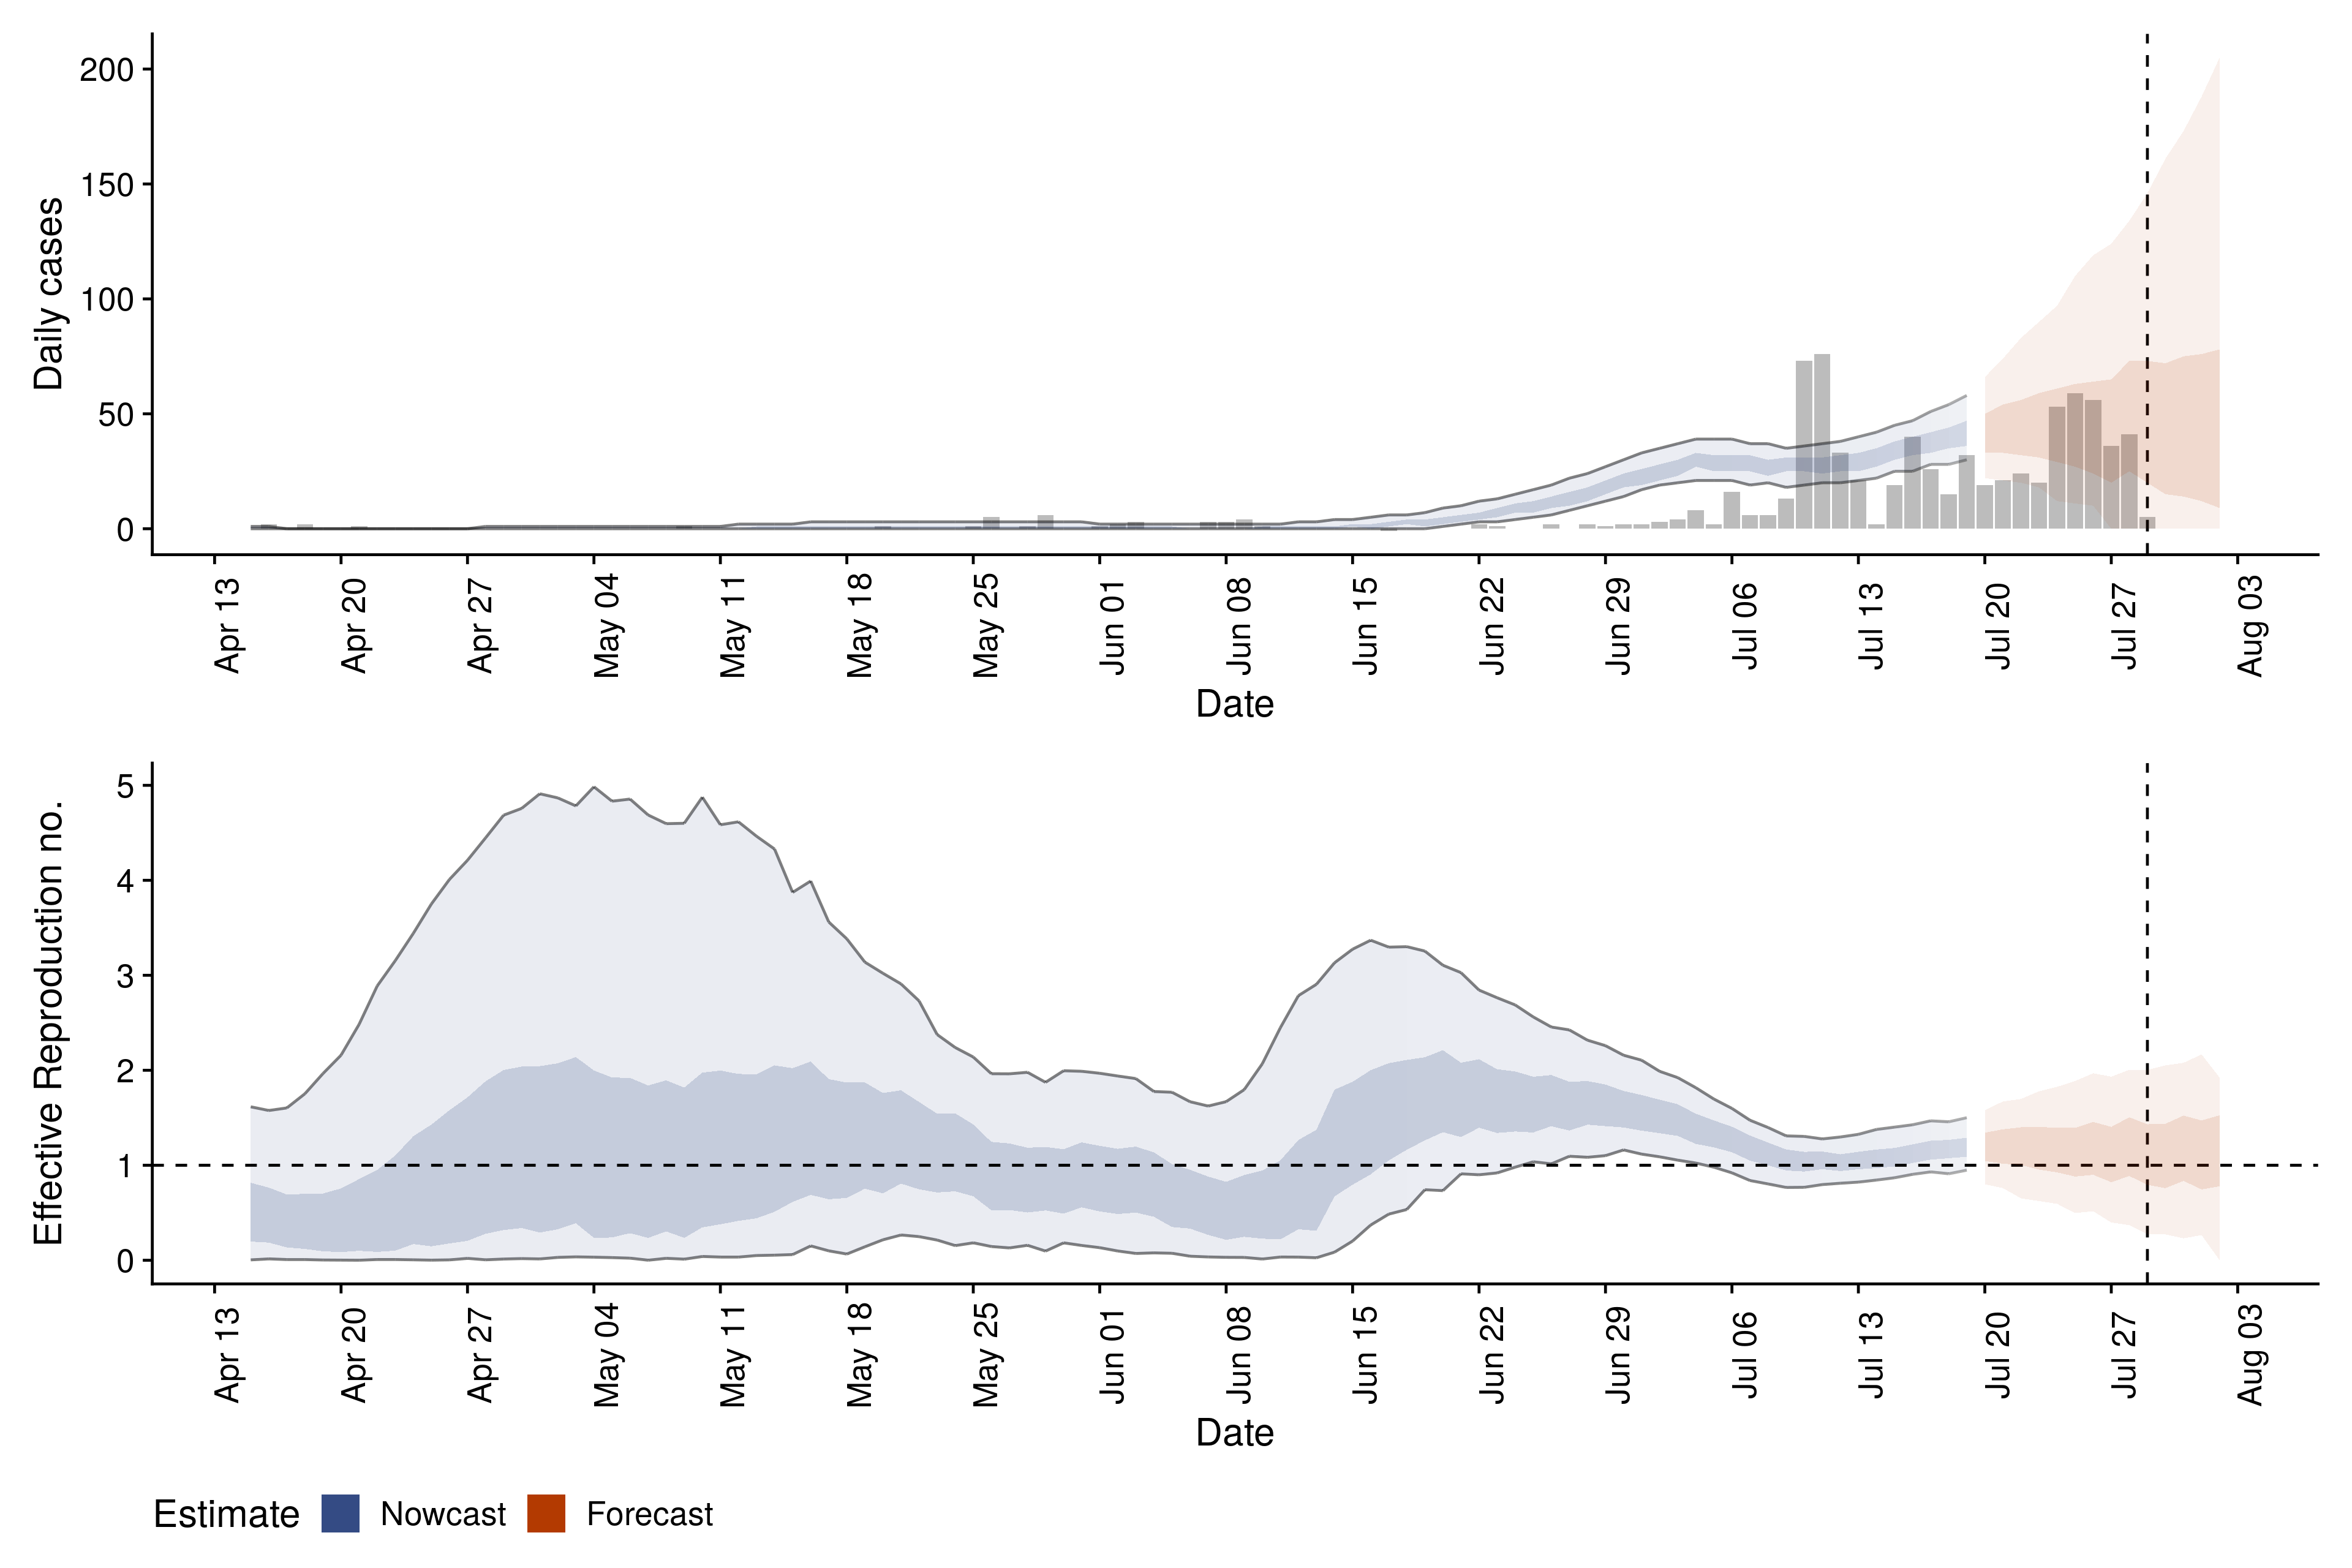 Daily cases
200
150
100
50
0
Apr 13
Apr 20
Apr 27
May 04
May 11
May 18
May 25
Jun 01
Jun 08
Jun 15
Jun 22
Jun 29
Jul 06
Jul 13
Jul 20
Jul 27
Aug 03
Date
Effective Reproduction no.
5
4
3
2
1
0
Apr 13
Apr 20
Apr 27
May 04
May 11
May 18
May 25
Jun 01
Jun 08
Jun 15
Jun 22
Jun 29
Jul 06
Jul 13
Jul 20
Jul 27
Aug 03
Date
Estimate Nowcast Forecast